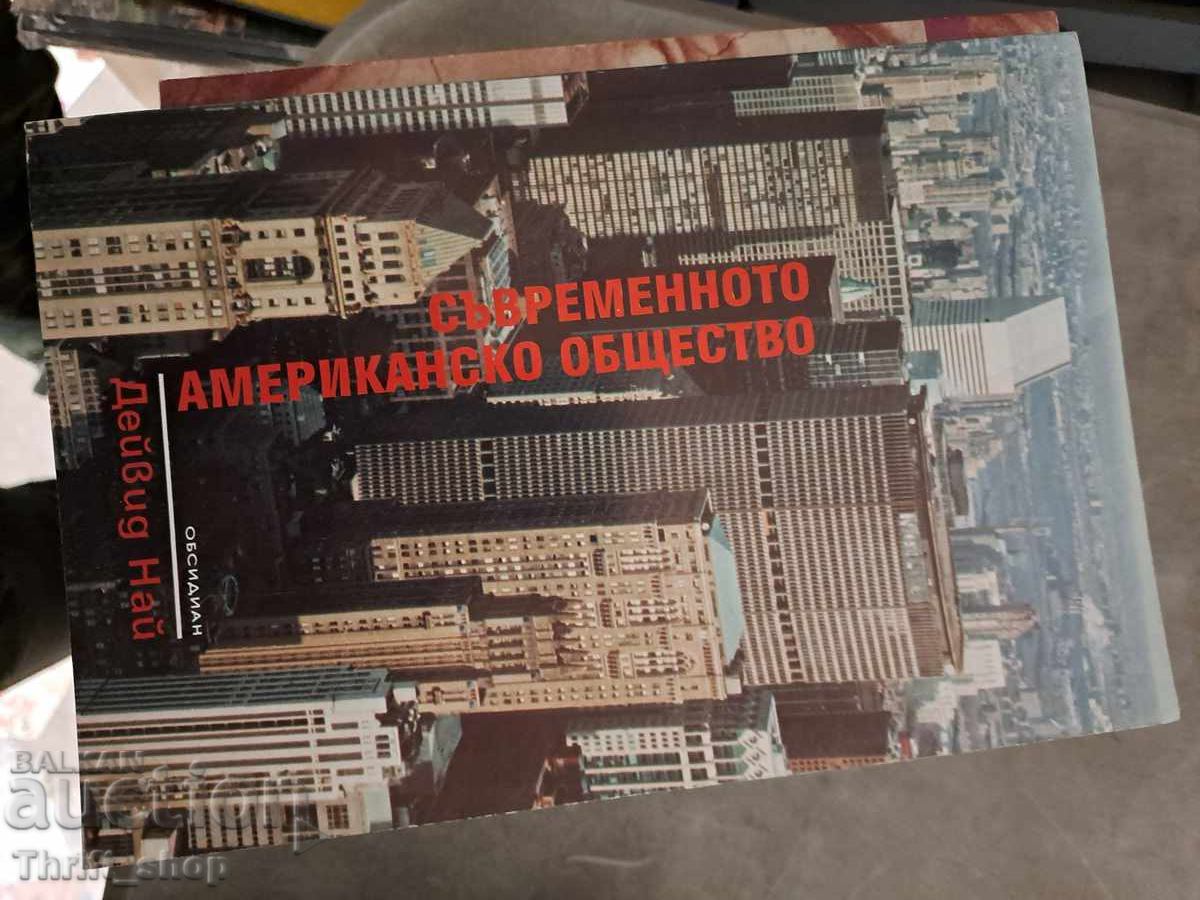 СЪВРЕМЕННОТО
АМЕРИКАНСКО ОБЩЕСТВО
Дейвид Най
ОБСИДИАН
BALKAN
auction
Thrift_shop